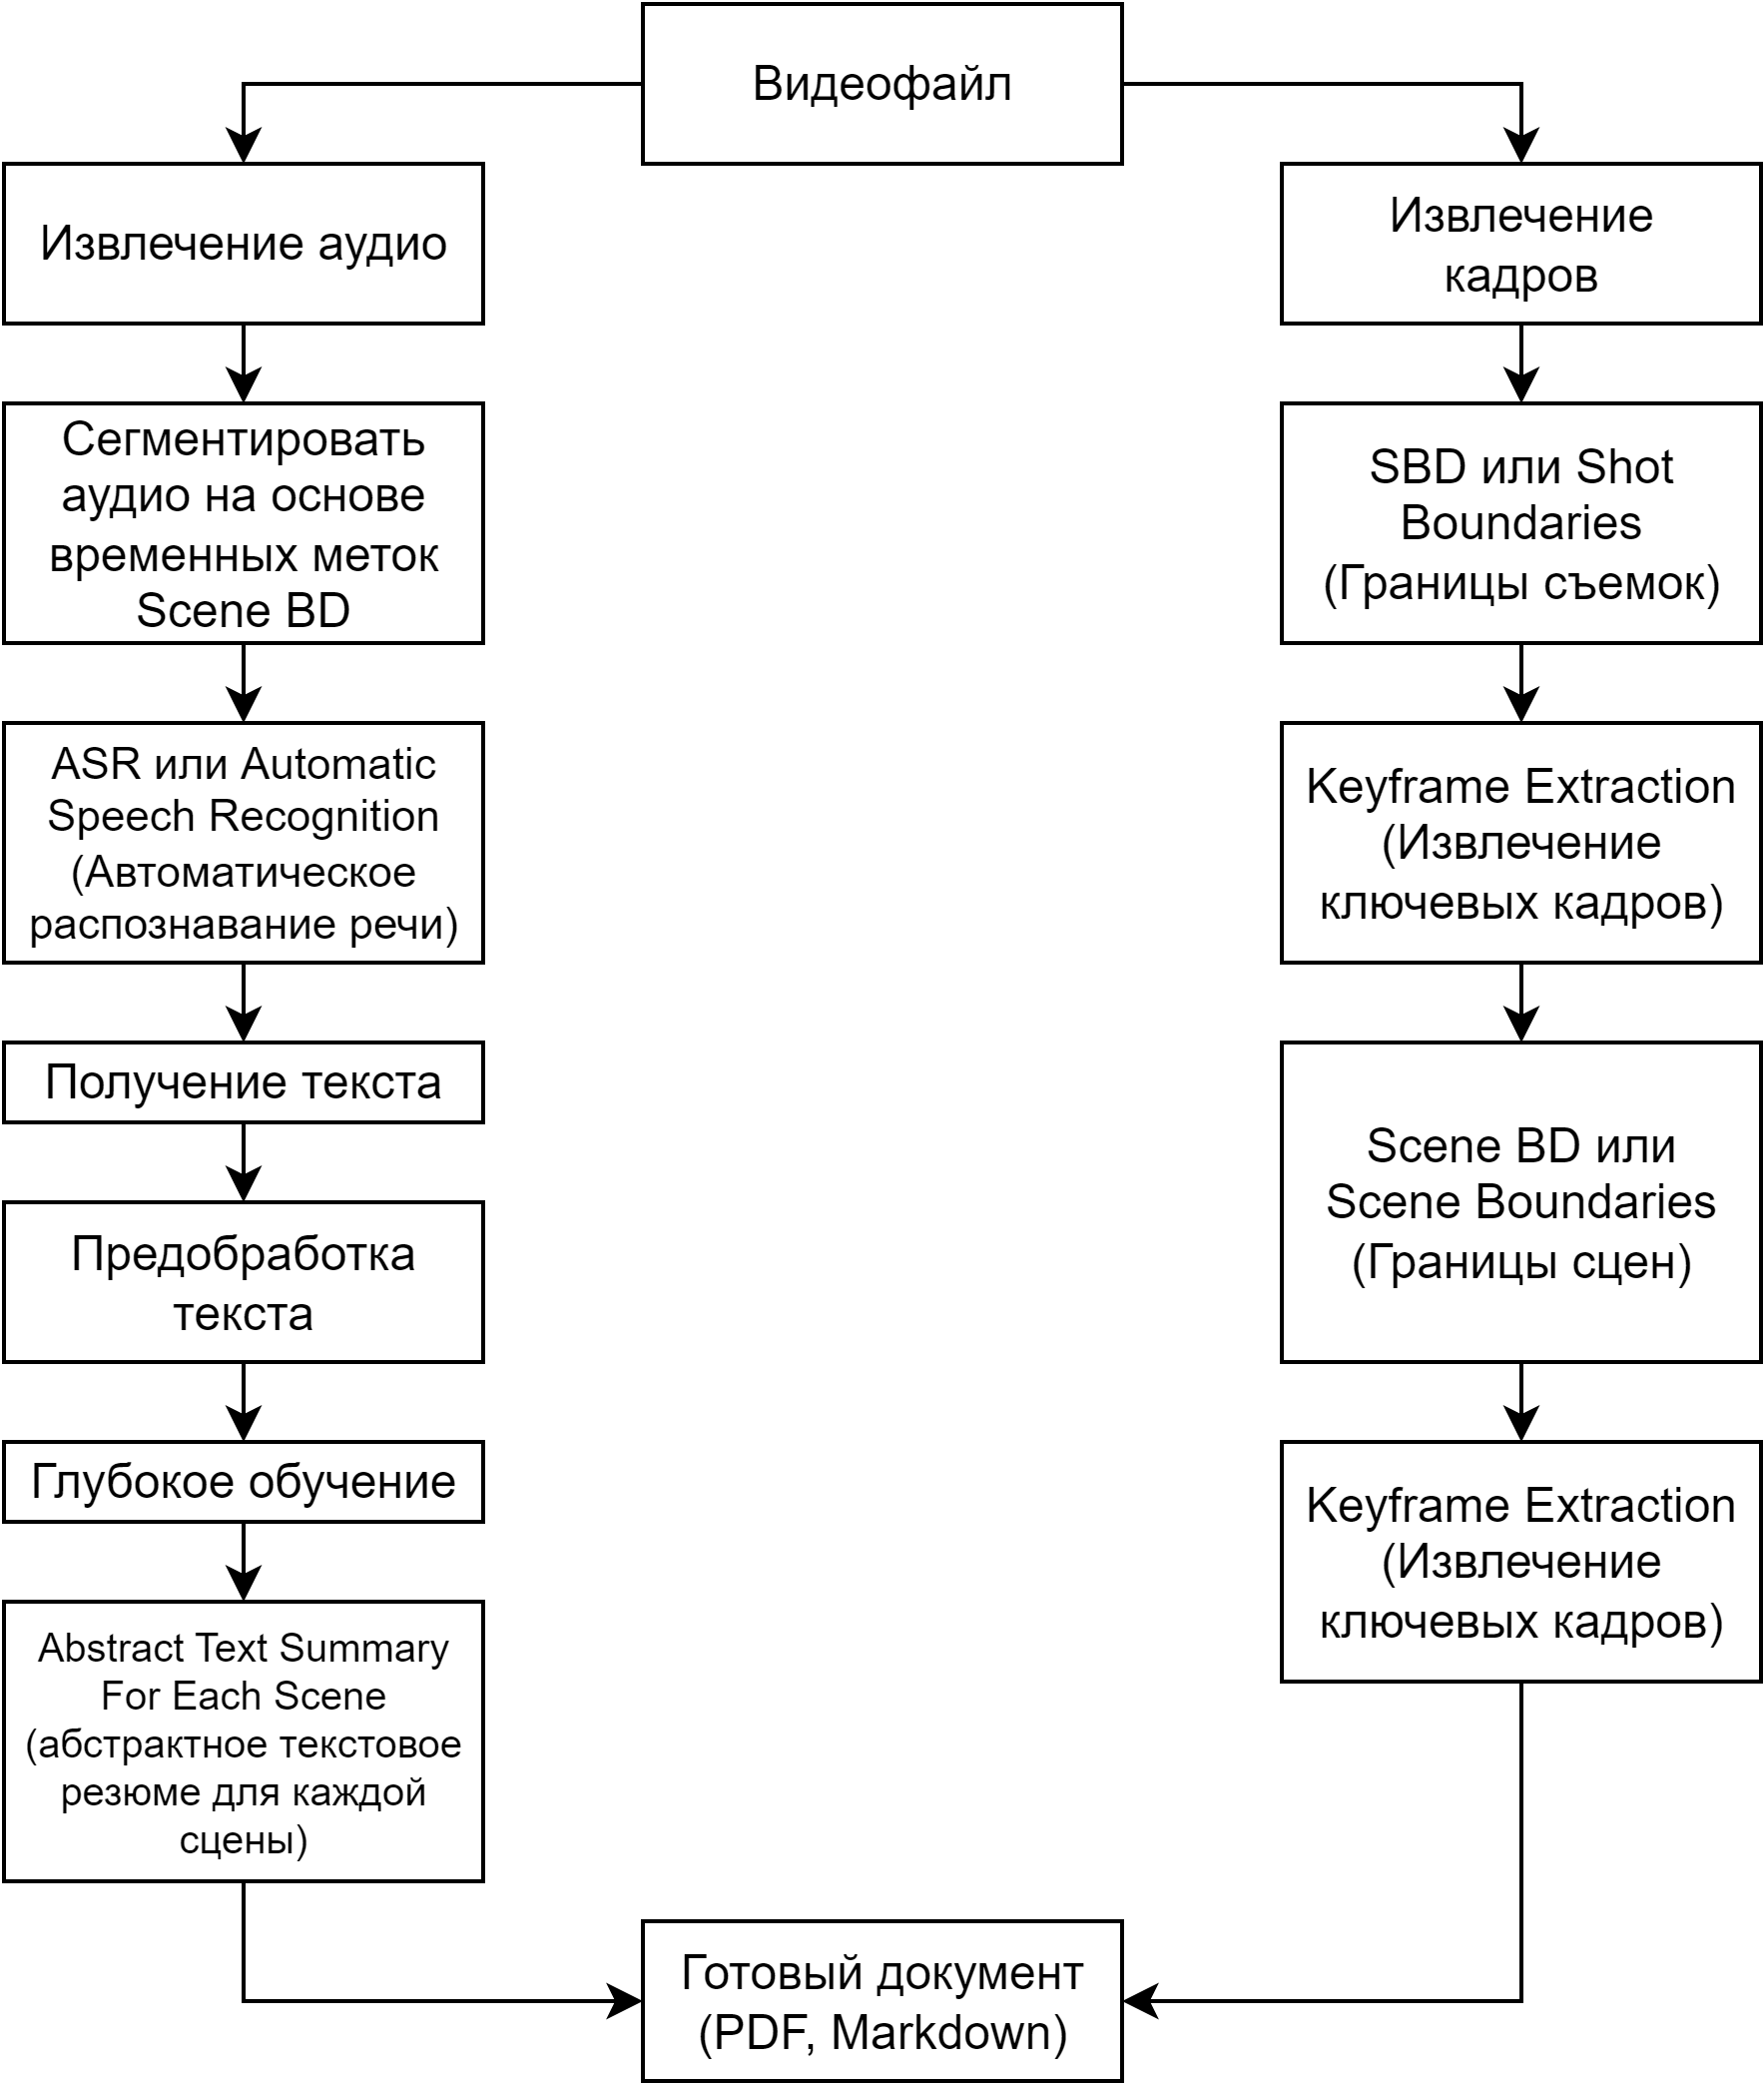 Видеофайл
Извлечение аудио
Сегментировать
аудио на основе
временных меток
Scene BD
ASR или Automatic
Speech Recognition
(Автоматическое
распознавание речи)
Получение текста
Предобработка
текста
Глубокое обучение
Abstract Text Summary
For Each Scene
(абстрактное текстовое
резюме для каждой
сцены)
Извлечение
кадров
SBD или Shot
Boundaries
(Границы съемок)
Keyframe Extraction
(Извлечение
ключевых кадров)
Scene BD или
Scene Boundaries
(Границы сцен)
Keyframe Extraction
(Извлечение
ключевых кадров)
Готовый документ
(PDF, Markdown)